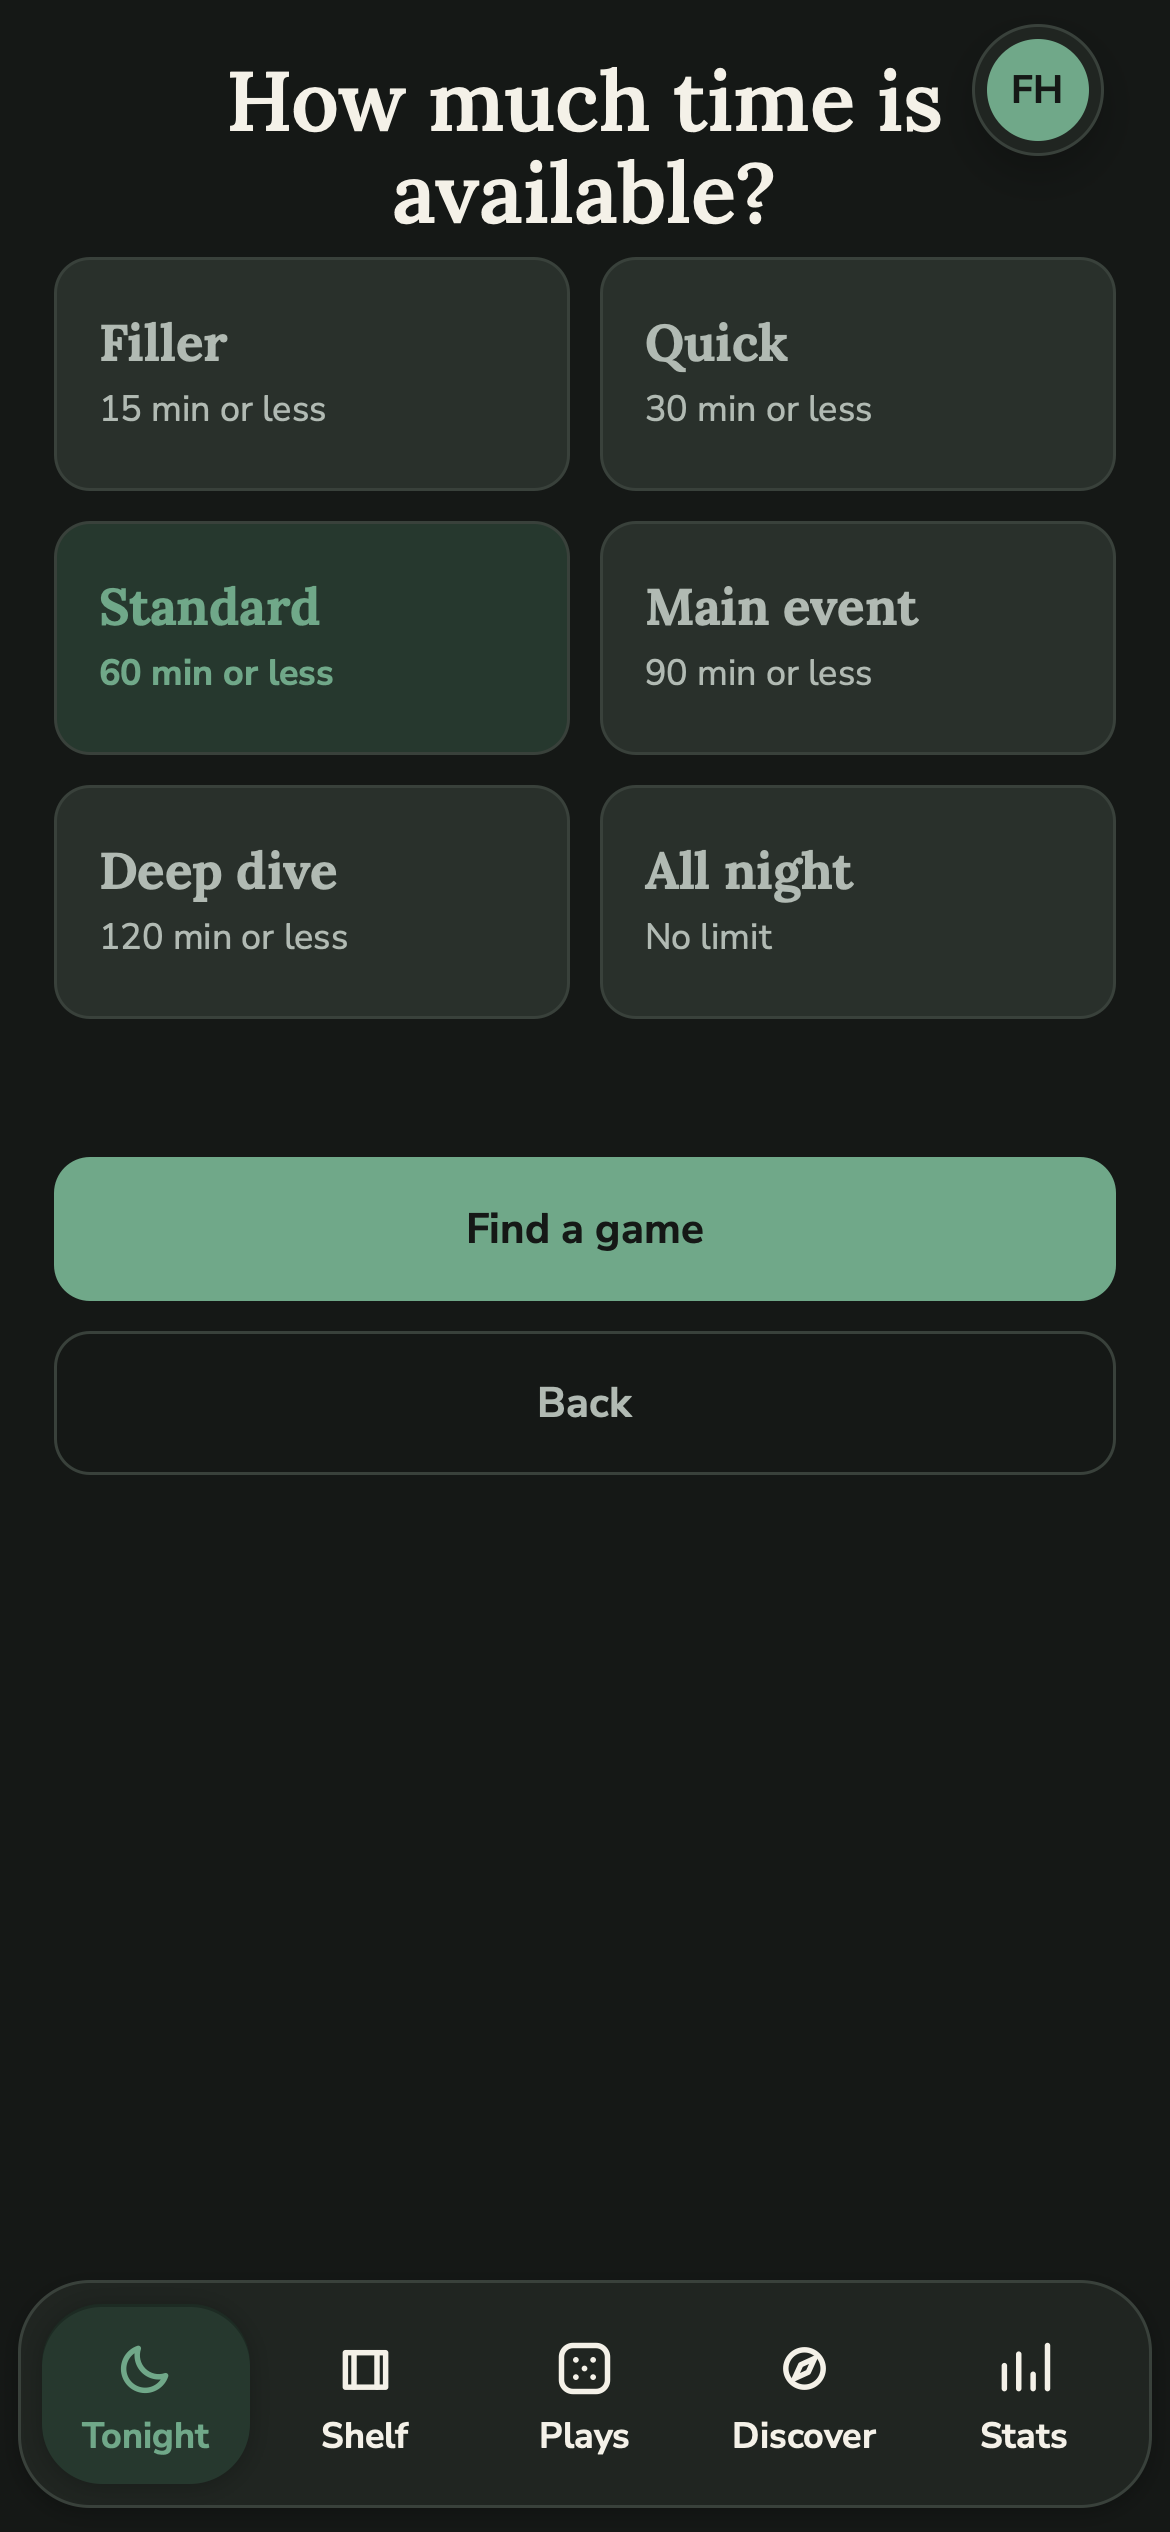 How much time is
available?
FH
Filler
15 min or less
Quick
30 min or less
Standard
60 min or less
Main event
90 min or less
Deep dive
120 min or less
All night
No limit
Find a game
Back
Tonight
Shelf
Plays
Discover
Stats